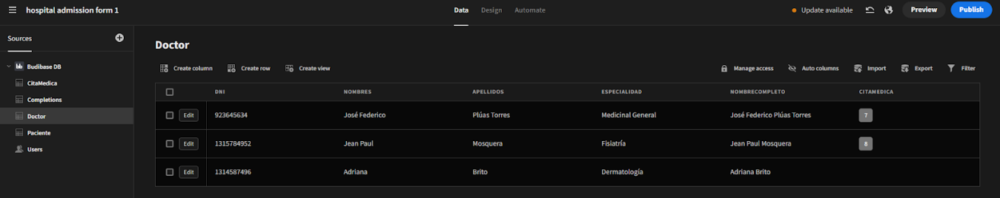 hospital admission form 1
Data Design Automate
Update available
Preview Publish
Sources
bb Budibase DB
CitaMedica
Completions
Doctor
Paciente
Users
Doctor
Create column Create row Create view
Manage access Auto columns Import Export Filter
DNI NOMBRES APELLIDOS ESPECIALIDAD NOMBRECOMPLETO CITAMEDICA
Edit 923645634 José Federico Plúas Torres Medicinal General José Federico Plúas Torres 7
Edit 1315784952 Jean Paul Mosquera Fisiatría Jean Paul Mosquera 8
Edit 1314587496 Adriana Brito Dermatología Adriana Brito